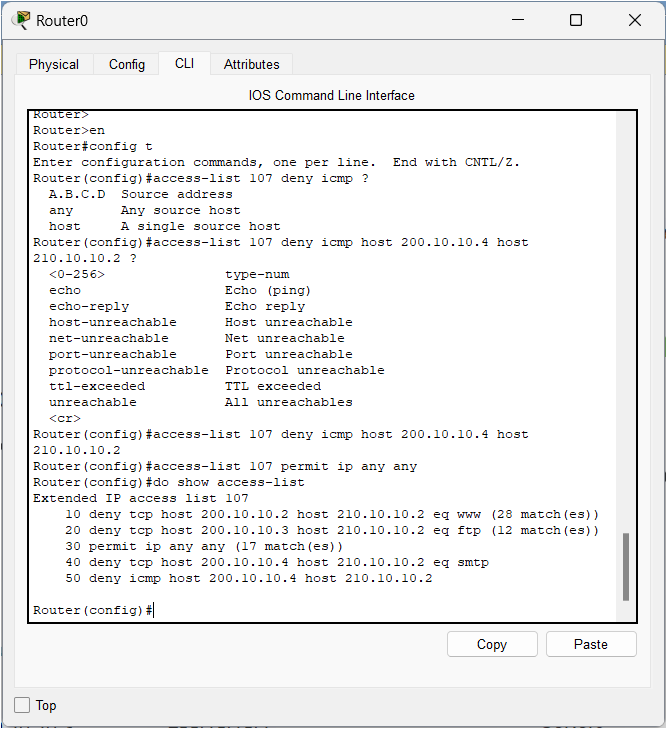 Router0
Physical Config CLI Attributes
IOS Command Line Interface
Router>
Router>en
Router#config t
Enter configuration commands, one per line.  End with CNTL/Z.
Router(config)#access-list 107 deny icmp ?
  A.B.C.D  Source address
  any      Any source host
  host     A single source host
Router(config)#access-list 107 deny icmp host 200.10.10.4 host
210.10.10.2 ?
  <0-256>               type-num
  echo                  Echo (ping)
  echo-reply            Echo reply
  host-unreachable      Host unreachable
  net-unreachable       Net unreachable
  port-unreachable      Port unreachable
  protocol-unreachable  Protocol unreachable
  ttl-exceeded          TTL exceeded
  unreachable           All unreachables
  <cr>
Router(config)#access-list 107 deny icmp host 200.10.10.4 host
210.10.10.2
Router(config)#access-list 107 permit ip any any
Router(config)#do show access-list
Extended IP access list 107
    10 deny tcp host 200.10.10.2 host 210.10.10.2 eq www (28 match(es))
    20 deny tcp host 200.10.10.3 host 210.10.10.2 eq ftp (12 match(es))
    30 permit ip any any (17 match(es))
    40 deny tcp host 200.10.10.4 host 210.10.10.2 eq smtp
    50 deny icmp host 200.10.10.4 host 210.10.10.2
Router(config)#
Copy Paste
Top